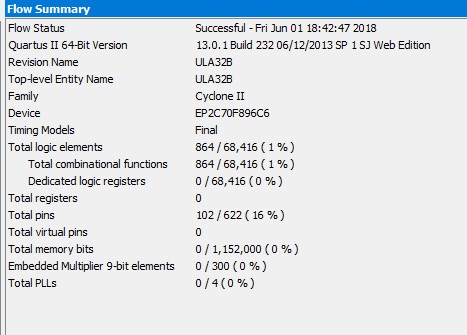 Flow Summary
Flow Status Successful - Fri Jun 01 18:42:47 2018
Quartus II 64-Bit Version 13.0.1 Build 232 06/12/2013 SP 1 SJ Web Edition
Revision Name ULA32B
Top-level Entity Name ULA32B
Family Cyclone II
Device EP2C70F896C6
Timing Models Final
Total logic elements 864 / 68,416 ( 1 % )
Total combinational functions 864 / 68,416 ( 1 % )
Dedicated logic registers 0 / 68,416 ( 0 % )
Total registers 0
Total pins 102 / 622 ( 16 % )
Total virtual pins 0
Total memory bits 0 / 1,152,000 ( 0 % )
Embedded Multiplier 9-bit elements 0 / 300 ( 0 % )
Total PLLs 0 / 4 ( 0 % )